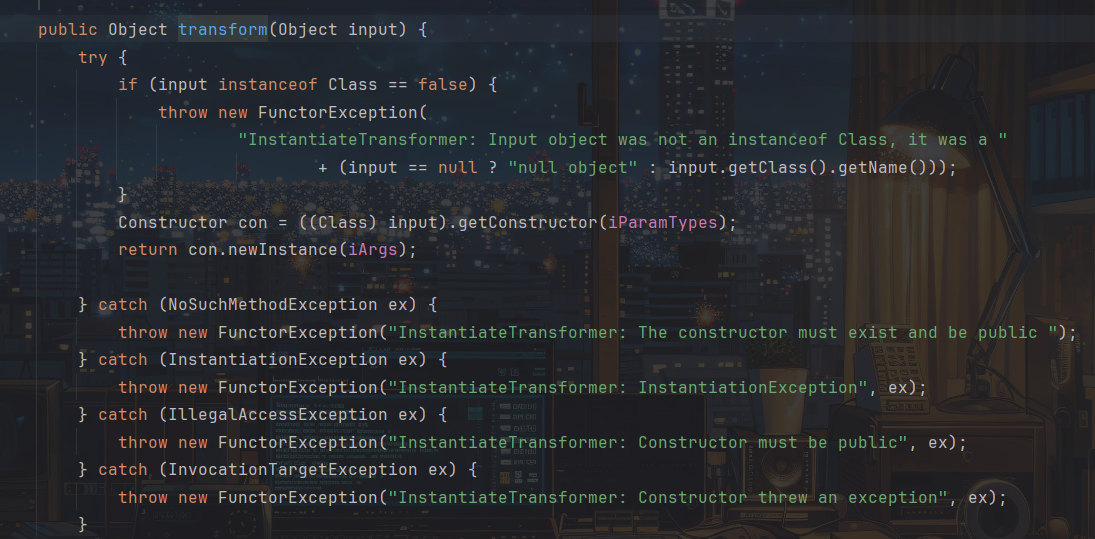 public Object transform(Object input) {
try {
if (input instanceof Class == false) {
throw new FunctorException(
"InstantiateTransformer: Input object was not an instanceof Class, it was a "
+ (input == null ? "null object" : input.getClass().getName()));
}
Constructor con = ((Class) input).getConstructor(iParamTypes);
return con.newInstance(iArgs);
} catch (NoSuchMethodException ex) {
throw new FunctorException("InstantiateTransformer: The constructor must exist and be public ");
} catch (InstantiationException ex) {
throw new FunctorException("InstantiateTransformer: InstantiationException", ex);
} catch (IllegalAccessException ex) {
throw new FunctorException("InstantiateTransformer: Constructor must be public", ex);
} catch (InvocationTargetException ex) {
throw new FunctorException("InstantiateTransformer: Constructor threw an exception", ex);
}